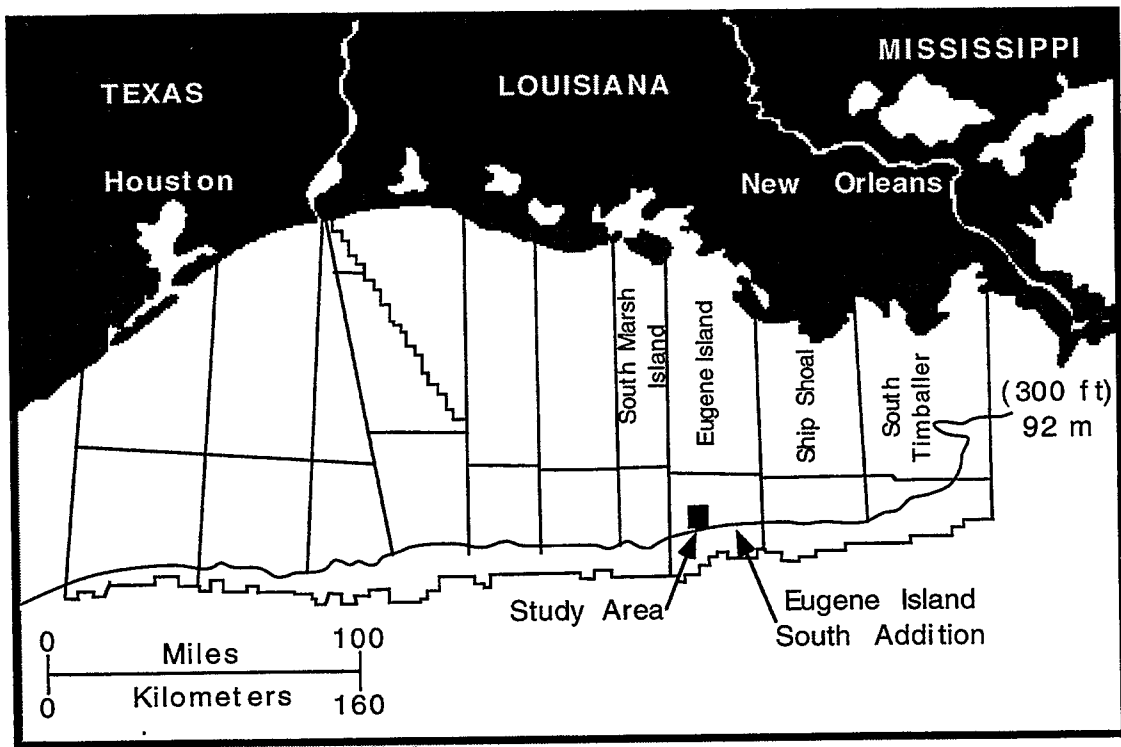 MISSISSIPPI
TEXAS
LOUISIANA
Houston
New Orleans
South Marsh
Island
Eugene Island
Ship Shoal
South
Timballer
(300 ft)
92 m
Study Area
Eugene Island
South Addition
0 100
Miles
Kilometers
0 160